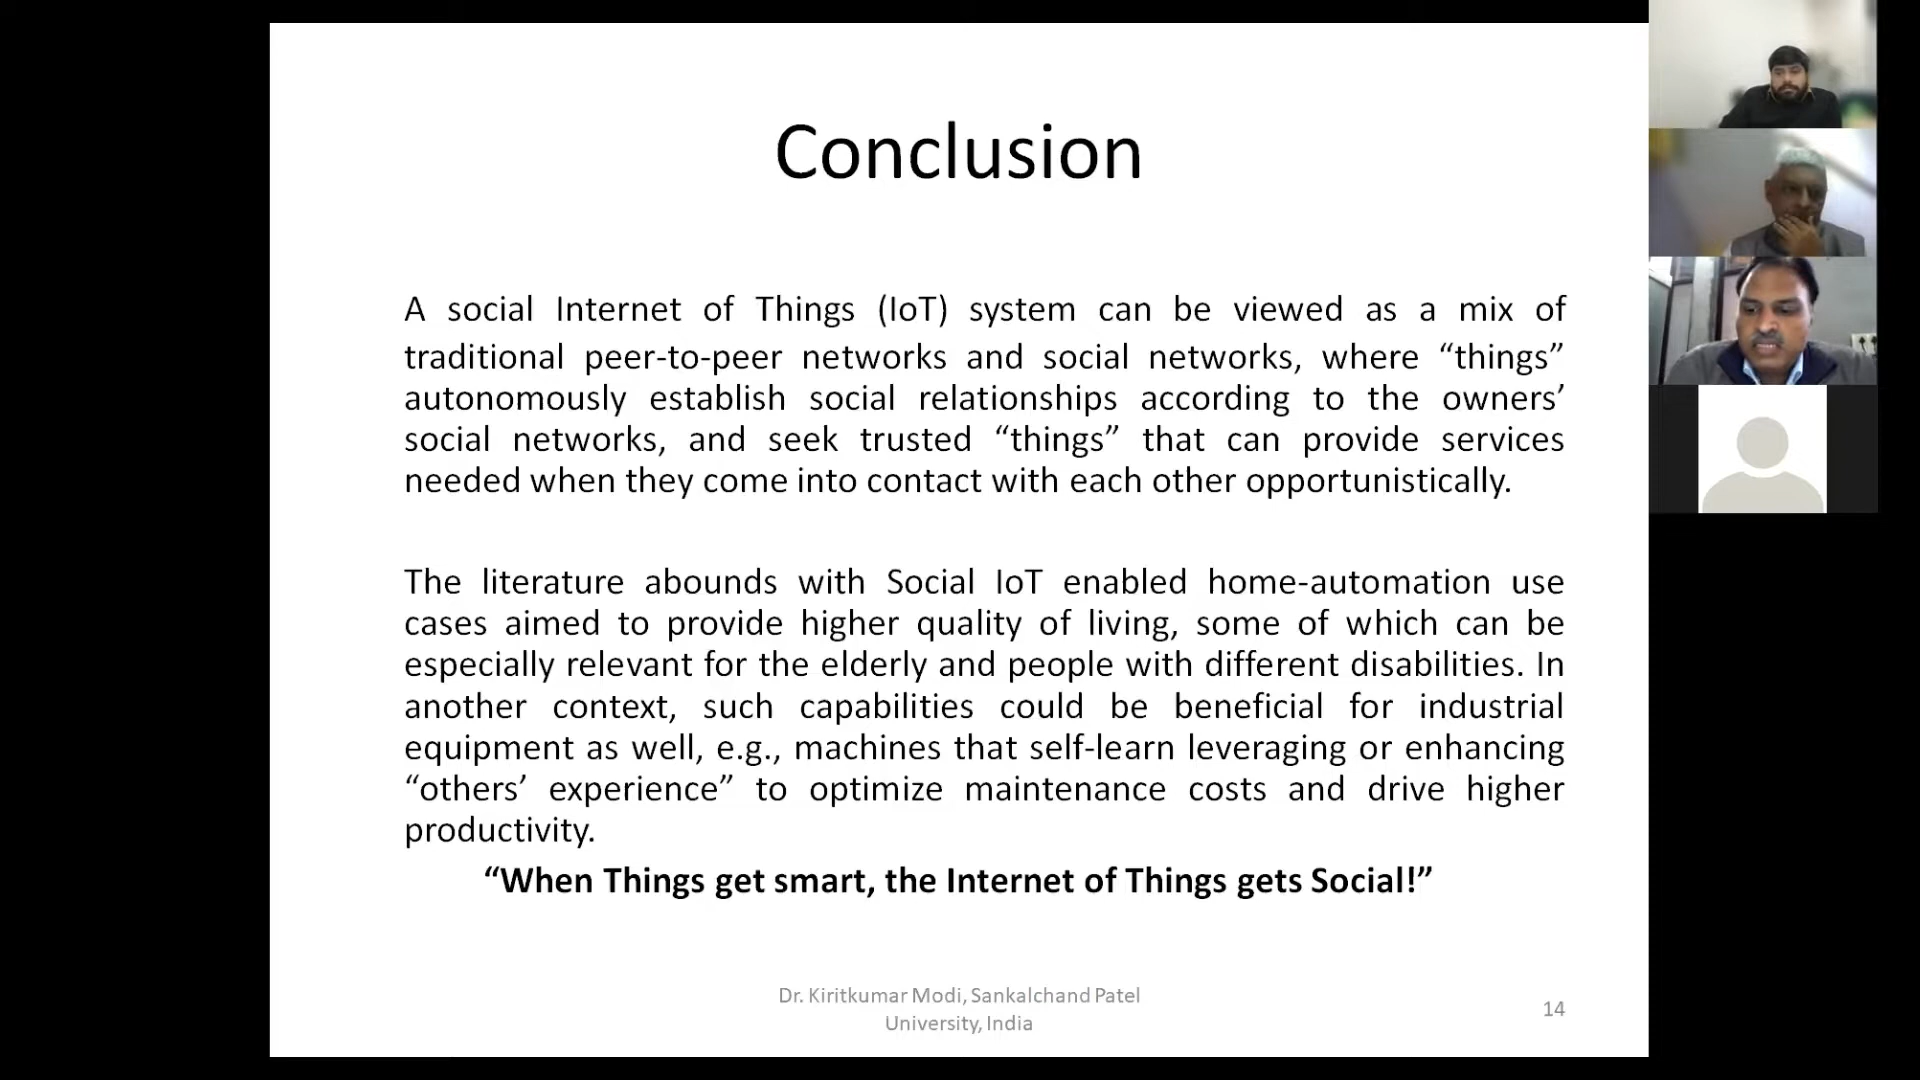 Conclusion
A social Internet of Things (IoT) system can be viewed as a mix of
traditional peer-to-peer networks and social networks, where “things”
autonomously establish social relationships according to the owners’
social networks, and seek trusted “things” that can provide services
needed when they come into contact with each other opportunistically.
The literature abounds with Social IoT enabled home-automation use
cases aimed to provide higher quality of living, some of which can be
especially relevant for the elderly and people with different disabilities. In
another context, such capabilities could be beneficial for industrial
equipment as well, e.g., machines that self-learn leveraging or enhancing
“others’ experience” to optimize maintenance costs and drive higher
productivity.
“When Things get smart, the Internet of Things gets Social!”
Dr. Kiritkumar Modi, Sankalchand Patel
University, India
14